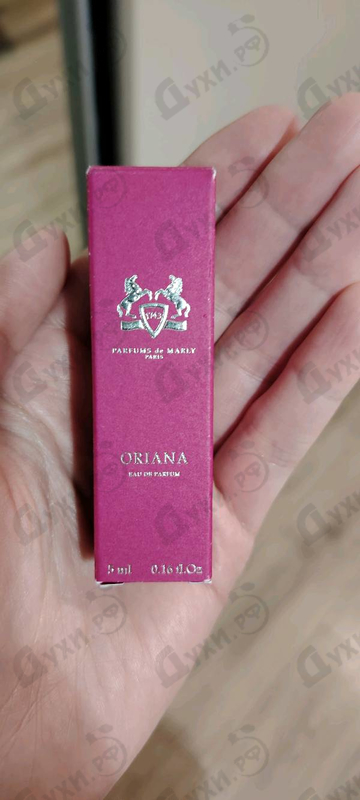 1743
PARFUMS de MARLY
PARIS
ORIANA
EAU DE PARFUM
5 ml 0.16 fl.Oz
Духи.рф